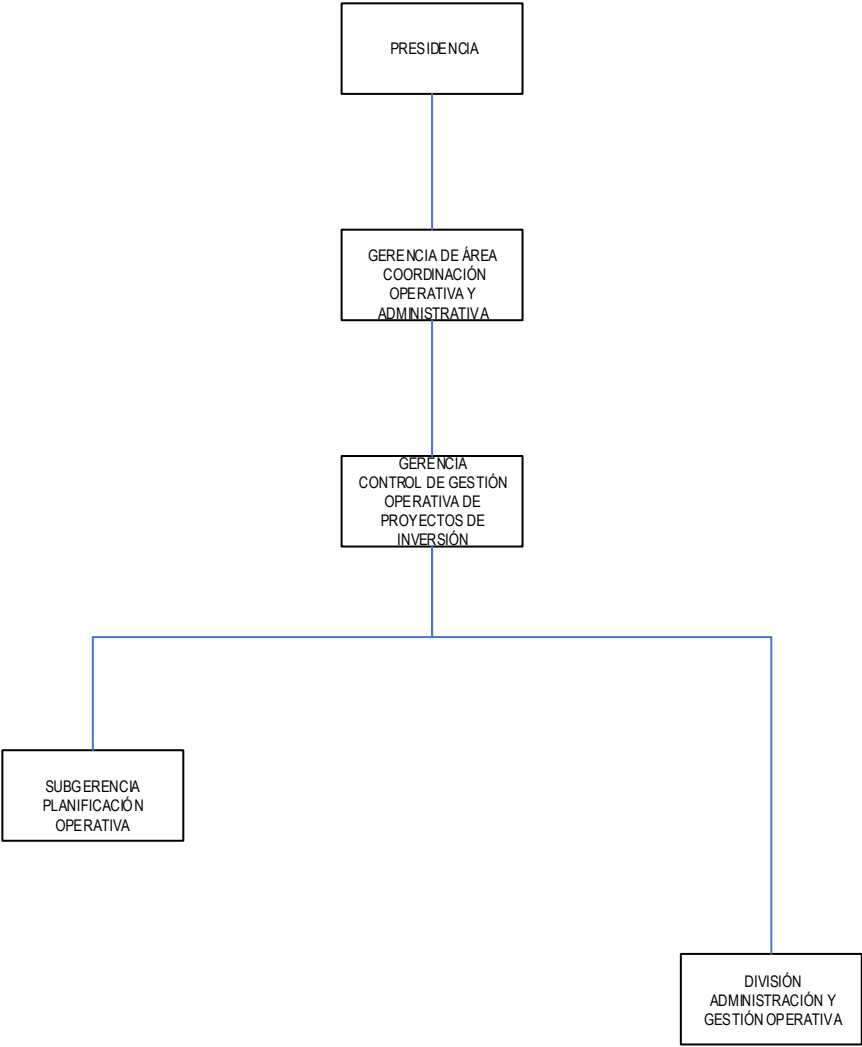 PRESIDENCIA
GERENCIA DE ÁREA
COORDINACIÓN
OPERATIVA Y
ADMINISTRATIVA
GERENCIA
CONTROL DE GESTIÓN
OPERATIVA DE
PROYECTOS DE
INVERSIÓN
SUBGERENCIA
PLANIFICACIÓN
OPERATIVA
DIVISIÓN
ADMINISTRACIÓN Y
GESTIÓN OPERATIVA